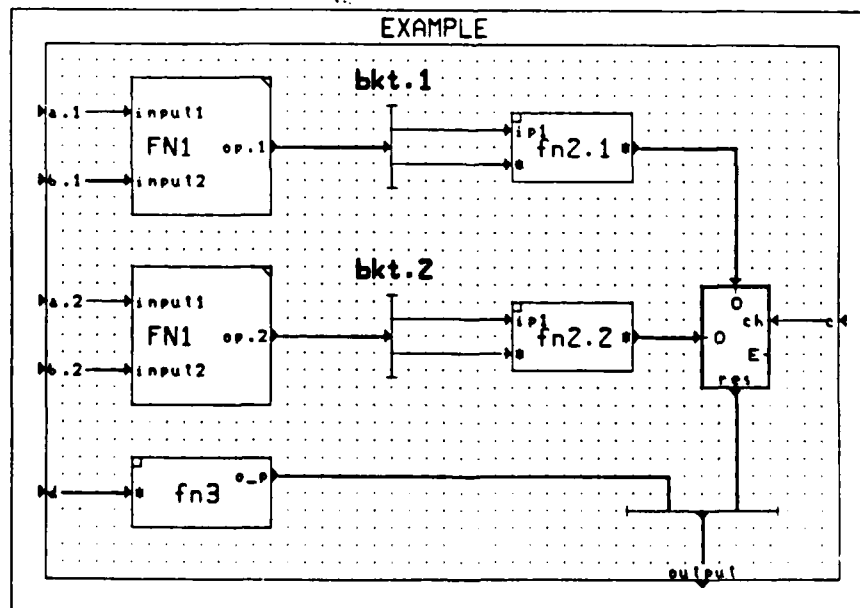 EXAMPLE
bkt.1
a.1 input1 ip1
FN1 op.1 fn2.1 *
b.1 input2 *
bkt.2
a.2 input1 ip1 O ch c
FN1 op.2 fn2.2 * O
b.2 input2 * E
res
o_p
d * fn3
output